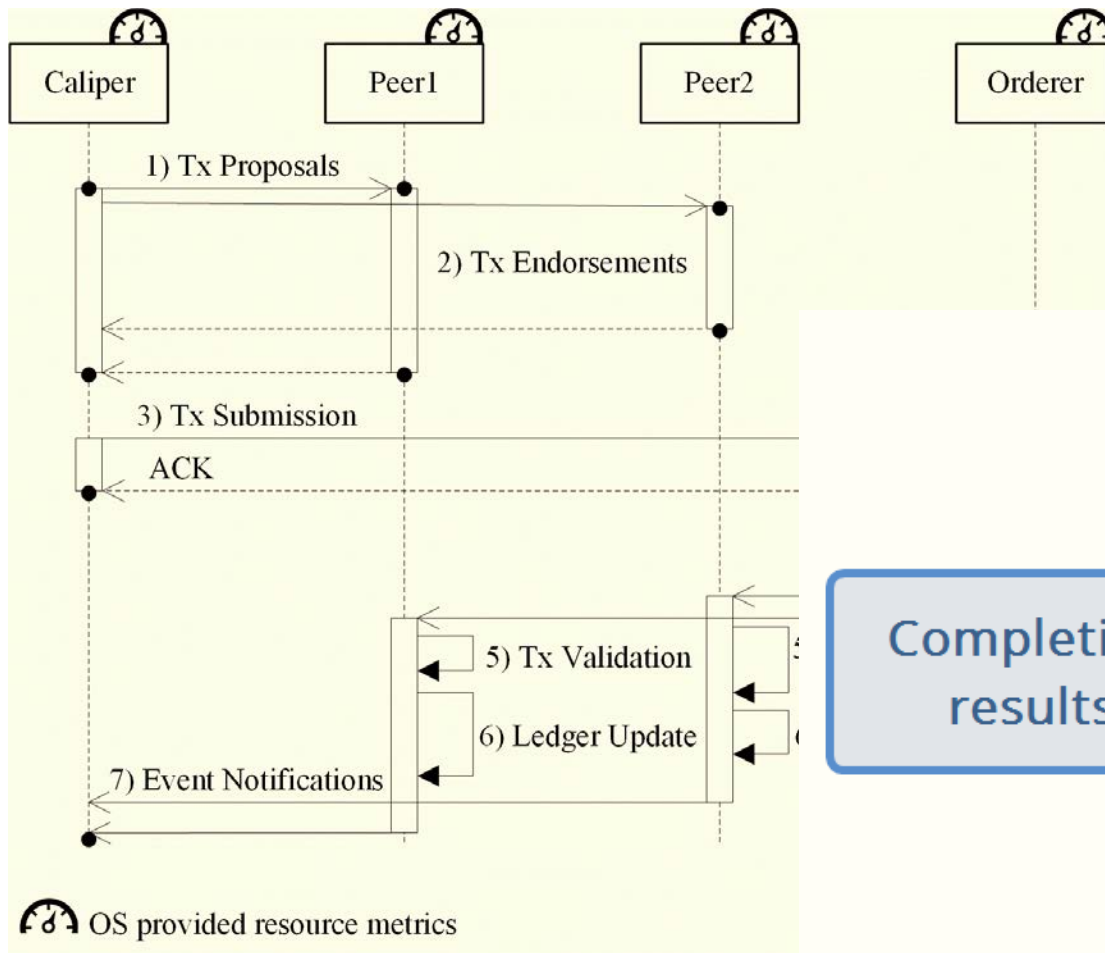 Caliper
Peer1
Peer2
Orderer
1) Tx Proposals
2) Tx Endorsements
3) Tx Submission
ACK
5) Tx Validation
6) Ledger Update
7) Event Notifications
results
OS provided resource metrics